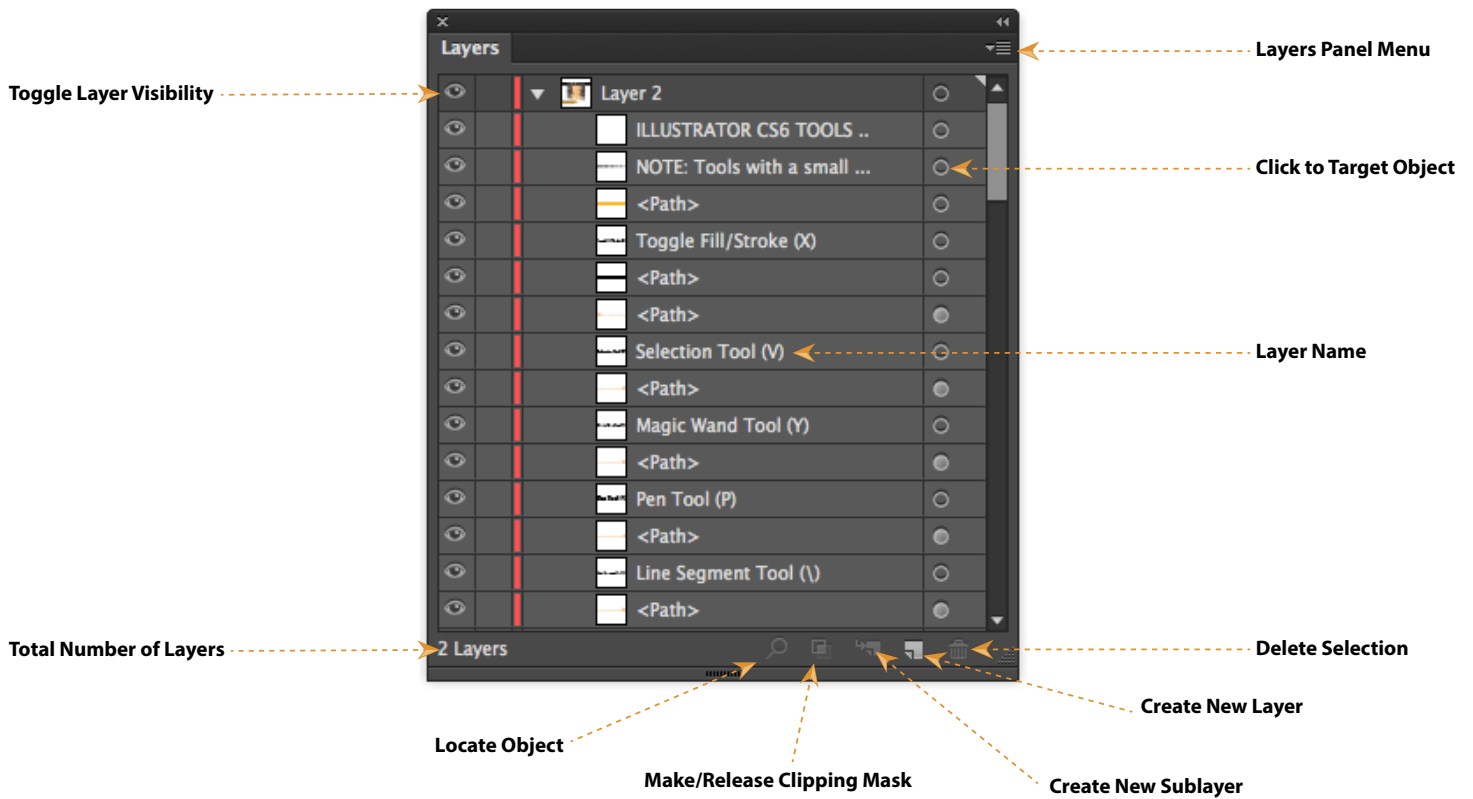 Layers
Layers Panel Menu
Toggle Layer Visibility
Layer 2
ILLUSTRATOR CS6 TOOLS ..
NOTE: Tools with a small ...
Click to Target Object
<Path>
Toggle Fill/Stroke (X)
<Path>
<Path>
Selection Tool (V)
Layer Name
<Path>
Magic Wand Tool (Y)
<Path>
Pen Tool (P)
<Path>
Line Segment Tool (\)
<Path>
Total Number of Layers
2 Layers
Delete Selection
Create New Layer
Locate Object
Make/Release Clipping Mask
Create New Sublayer